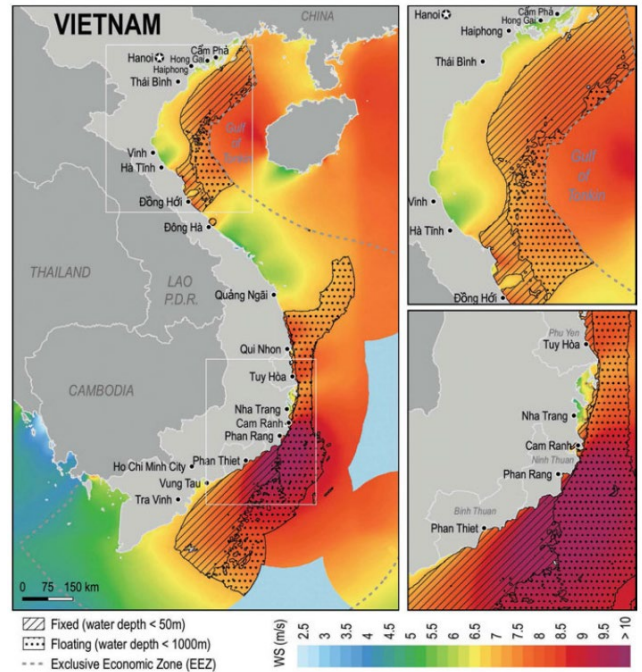 VIETNAM
CHINA
Hanoi
Cẩm Phả
Hong Gai
Haiphong
Thái Bình
Gulf
of
Tonkin
Vinh
Hà Tĩnh
Đồng Hới
Đông Hà
THAILAND
LAO
P.D.R.
Quảng Ngãi
Qui Nhon
CAMBODIA
Tuy Hòa
Nha Trang
Cam Ranh
Phan Rang
Ho Chi Minh City
Phan Thiet
Vung Tau
Tra Vinh
0 75 150 km
Hanoi
Cẩm Phả
Hong Gai
Haiphong
Thái Bình
Gulf
of
Tonkin
Vinh
Hà Tĩnh
Đồng Hới
Phu Yen
Tuy Hòa
Nha Trang
Cam Ranh
Ninh Thuan
Phan Rang
Binh Thuan
Phan Thiet
Fixed (water depth < 50m)
Floating (water depth < 1000m)
Exclusive Economic Zone (EEZ)
WS (m/s)
2.5
3
3.5
4
4.5
5
5.5
6
6.5
7
7.5
8
8.5
9
9.5
> 10